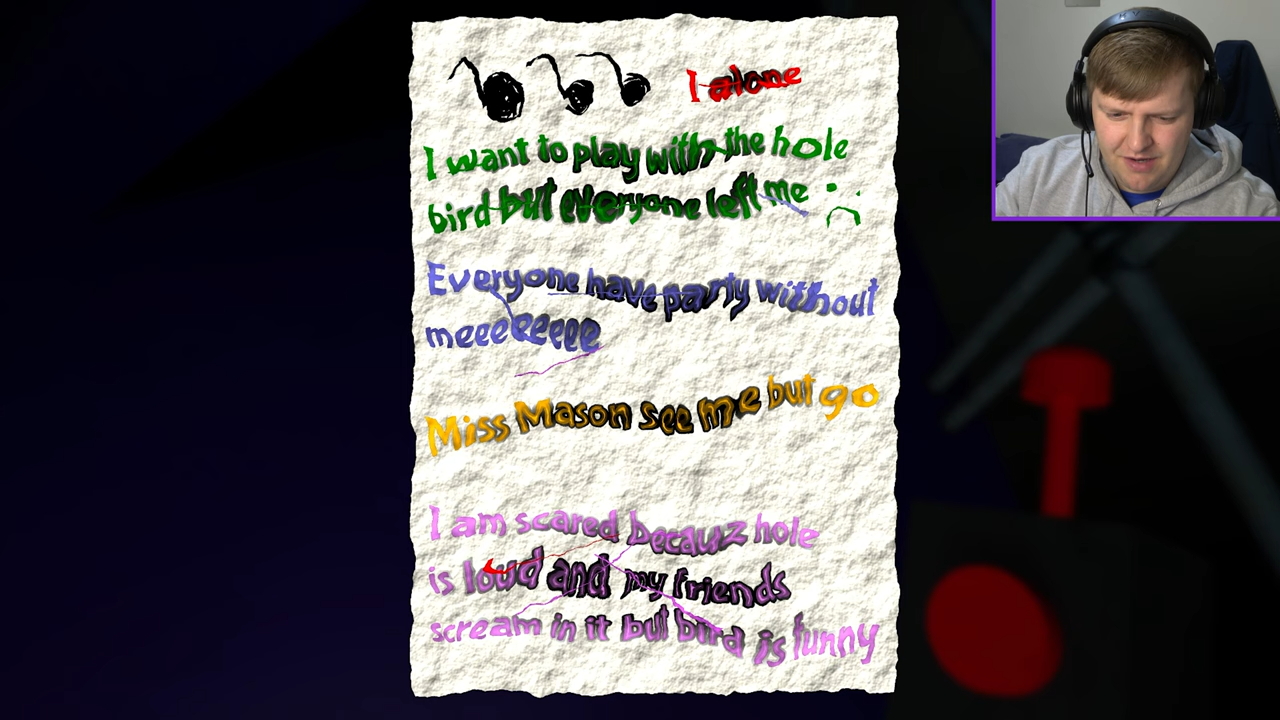 I alone
I want to play with the hole
bird but everyone left me
Everyone have party without
meeeeeeee
Miss Mason see me but go
I am scared becauz hole
is loud and my friends
scream in it but bird is funny